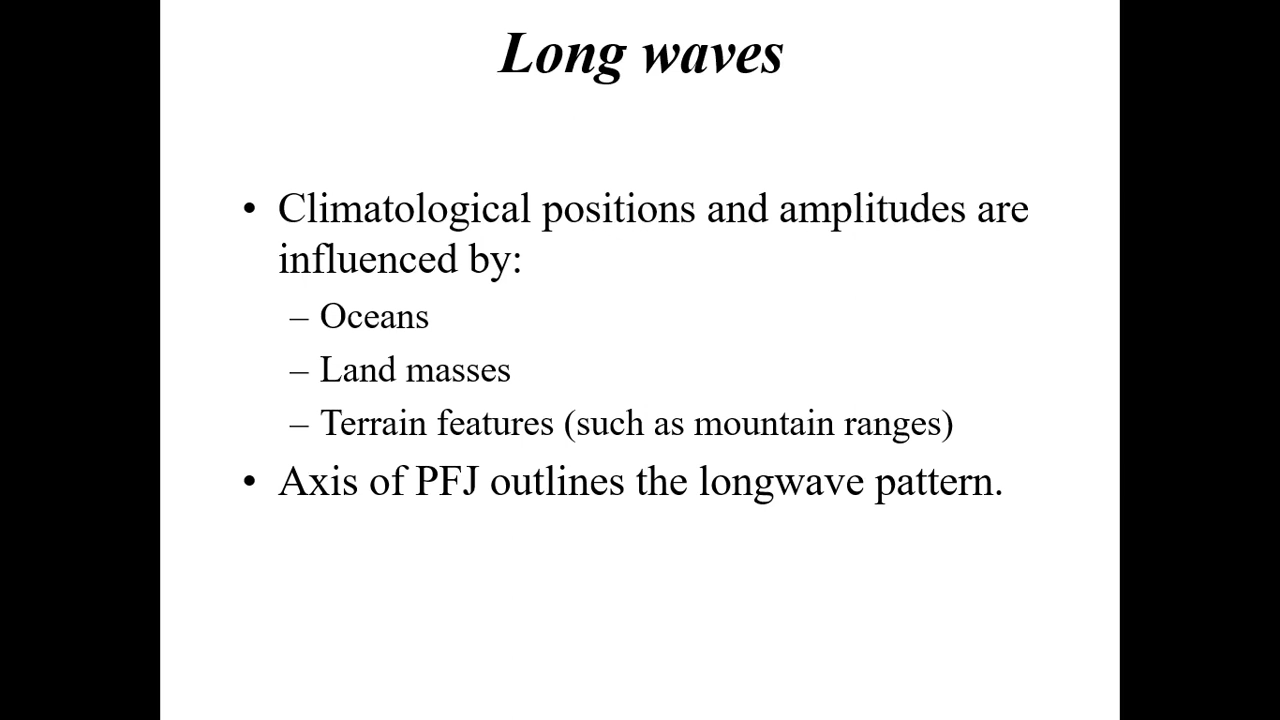 Long waves
• Climatological positions and amplitudes are
influenced by:
– Oceans
– Land masses
– Terrain features (such as mountain ranges)
• Axis of PFJ outlines the longwave pattern.